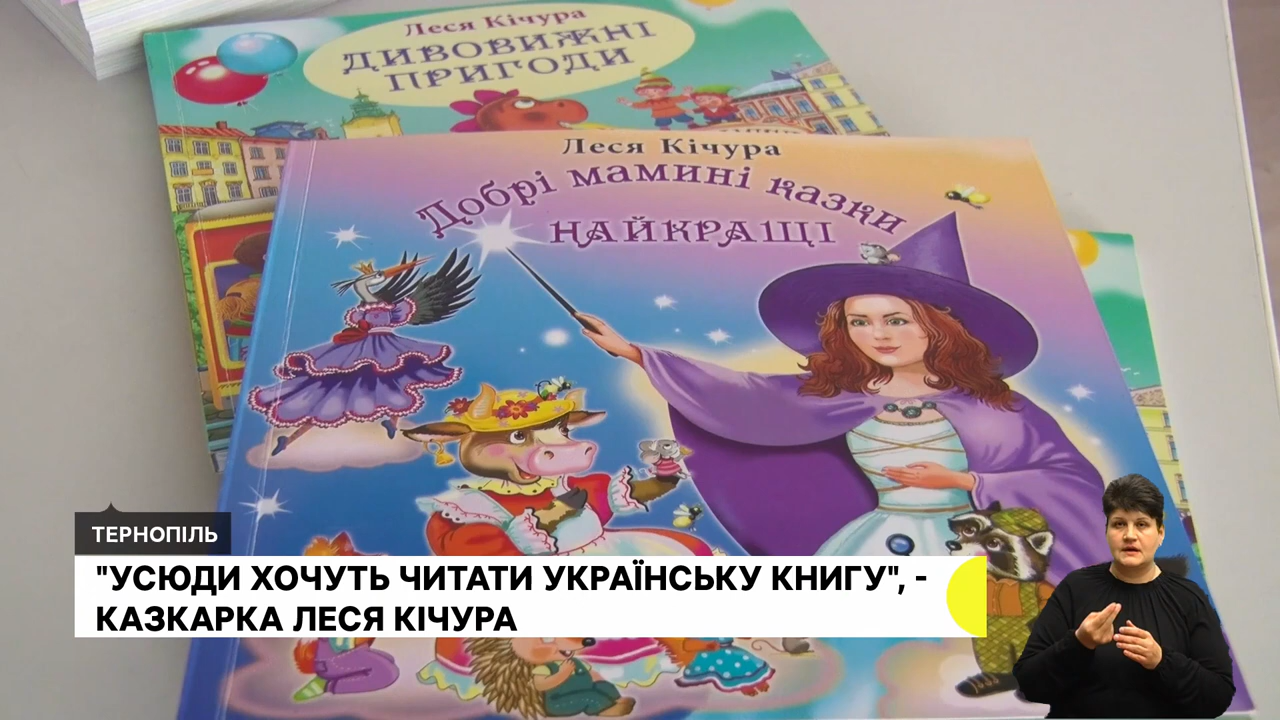 Леся Кічура
ДИВОВИЖНІ
ПРИГОДИ
Леся Кічура
Добрі мамині казки
НАЙКРАЩІ
ТЕРНОПІЛЬ
"УСЮДИ ХОЧУТЬ ЧИТАТИ УКРАЇНСЬКУ КНИГУ", -
КАЗКАРКА ЛЕСЯ КІЧУРА